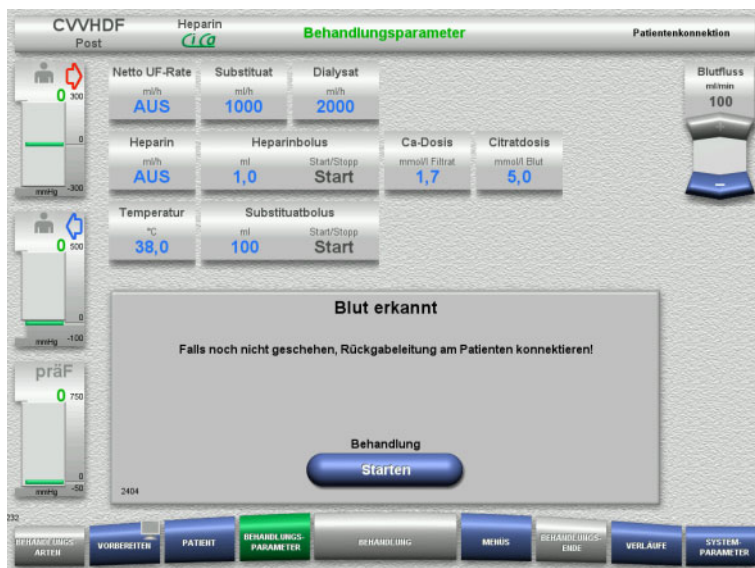 CVVHDF
Post
Heparin
CiCa
Behandlungsparameter
Patientenkonnektion
0
300
0
mmHg
-300
Netto UF-Rate
ml/h
AUS
Substituat
ml/h
1000
Dialysat
ml/h
2000
Blutfluss
ml/min
100
+
−
Heparin
ml/h
AUS
Heparinbolus
ml Start/Stopp
1,0 Start
Ca-Dosis
mmol/l Filtrat
1,7
Citratdosis
mmol/l Blut
5,0
0
500
0
mmHg
-100
Temperatur
°C
38,0
Substituatbolus
ml Start/Stopp
100 Start
präF
0
750
0
mmHg
-50
Blut erkannt
Falls noch nicht geschehen, Rückgabeleitung am Patienten konnektieren!
Behandlung
Starten
2404
232
BEHANDLUNGS-
ARTEN
VORBEREITEN
PATIENT
BEHANDLUNGS-
PARAMETER
BEHANDLUNG
MENÜS
BEHANDLUNGS-
ENDE
VERLÄUFE
SYSTEM-
PARAMETER